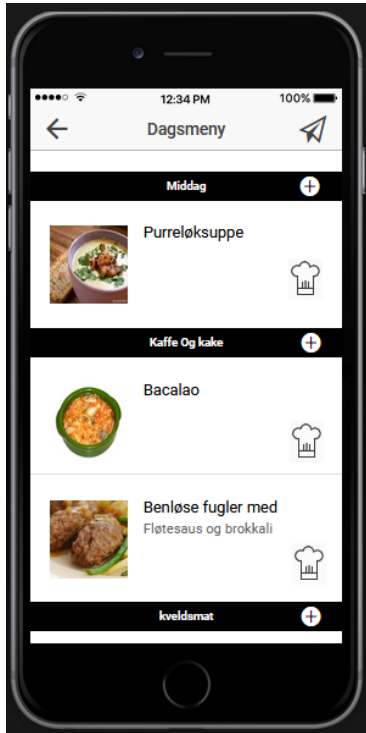 12:34 PM
100%
Dagsmeny
Middag
Purreløksuppe
Kaffe Og kake
Bacalao
Benløse fugler med
Fløtesaus og brokkali
kveldsmat